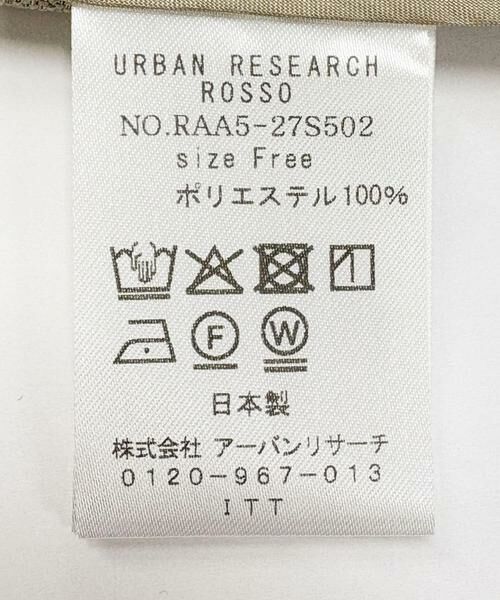 URBAN RESEARCH
ROSSO
NO.RAA5-27S502
size Free
ポリエステル100%
F W
日本製
株式会社 アーバンリサーチ
0120-967-013
ITT